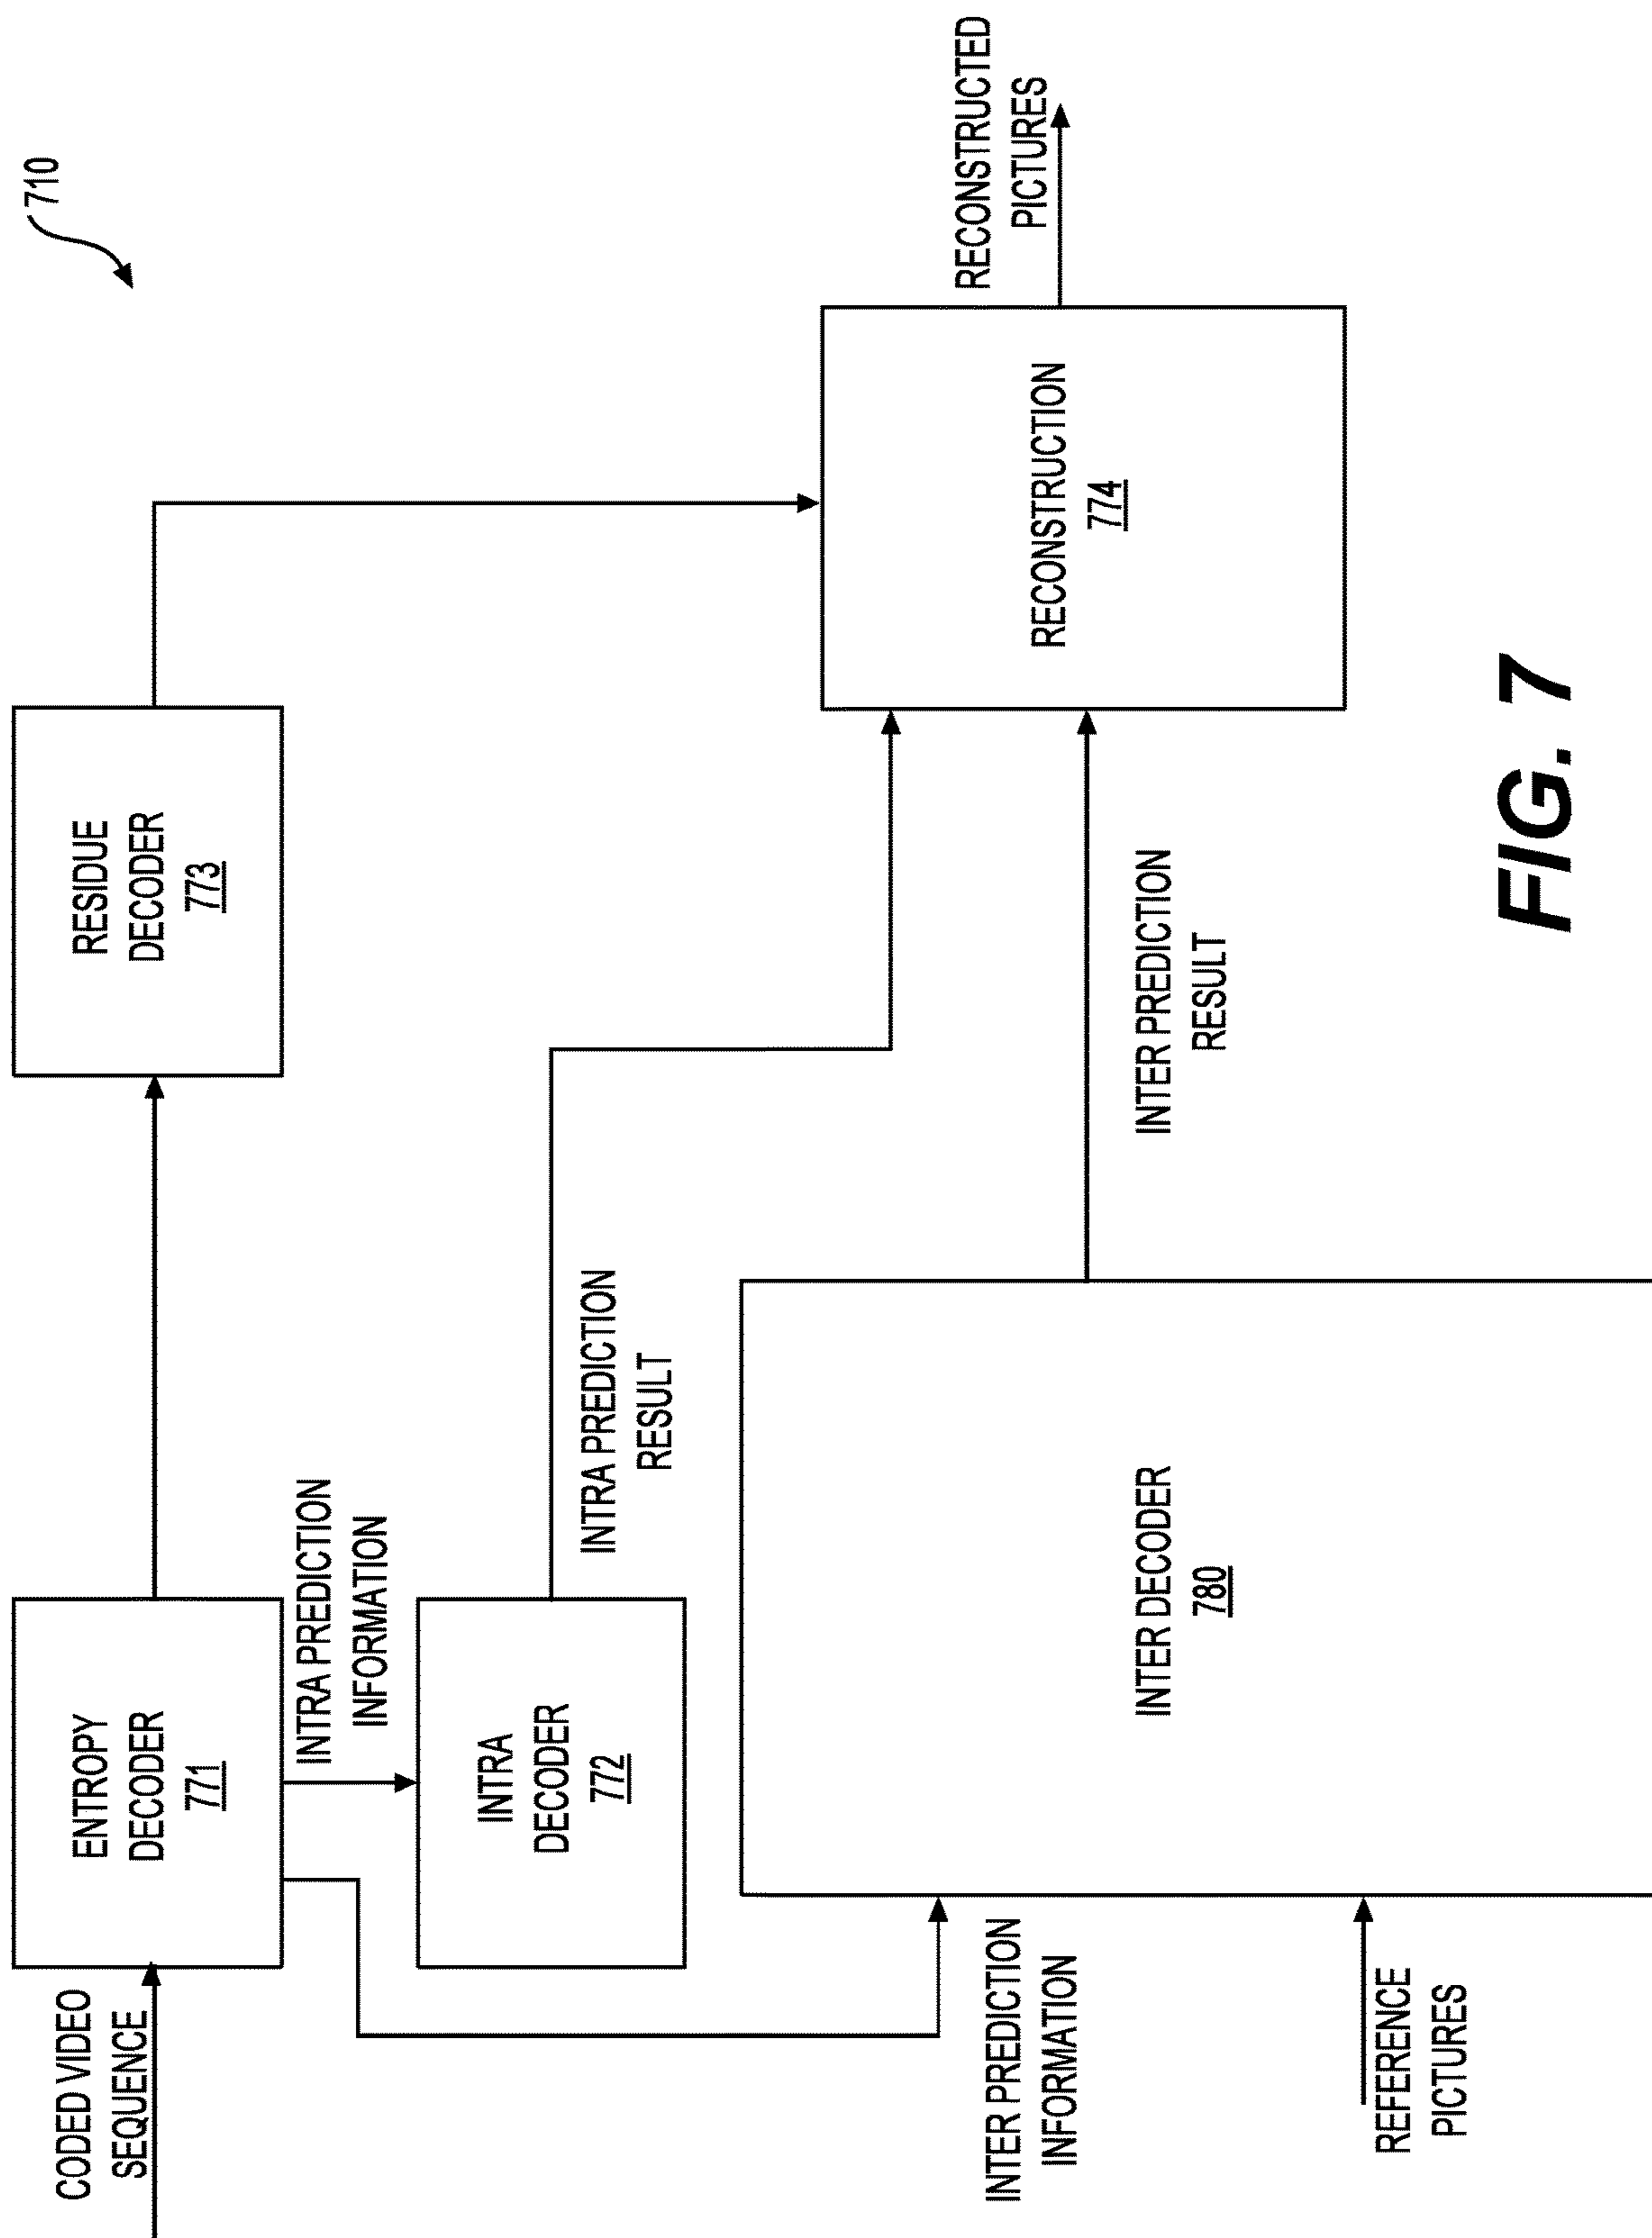 710
CODED VIDEO
SEQUENCE
ENTROPY
DECODER
771
RESIDUE
DECODER
773
INTRA PREDICTION
INFORMATION
INTRA
DECODER
772
INTRA PREDICTION
RESULT
RECONSTRUCTED
PICTURES
RECONSTRUCTION
774
INTER PREDICTION
INFORMATION
INTER DECODER
780
INTER PREDICTION
RESULT
REFERENCE
PICTURES
FIG. 7